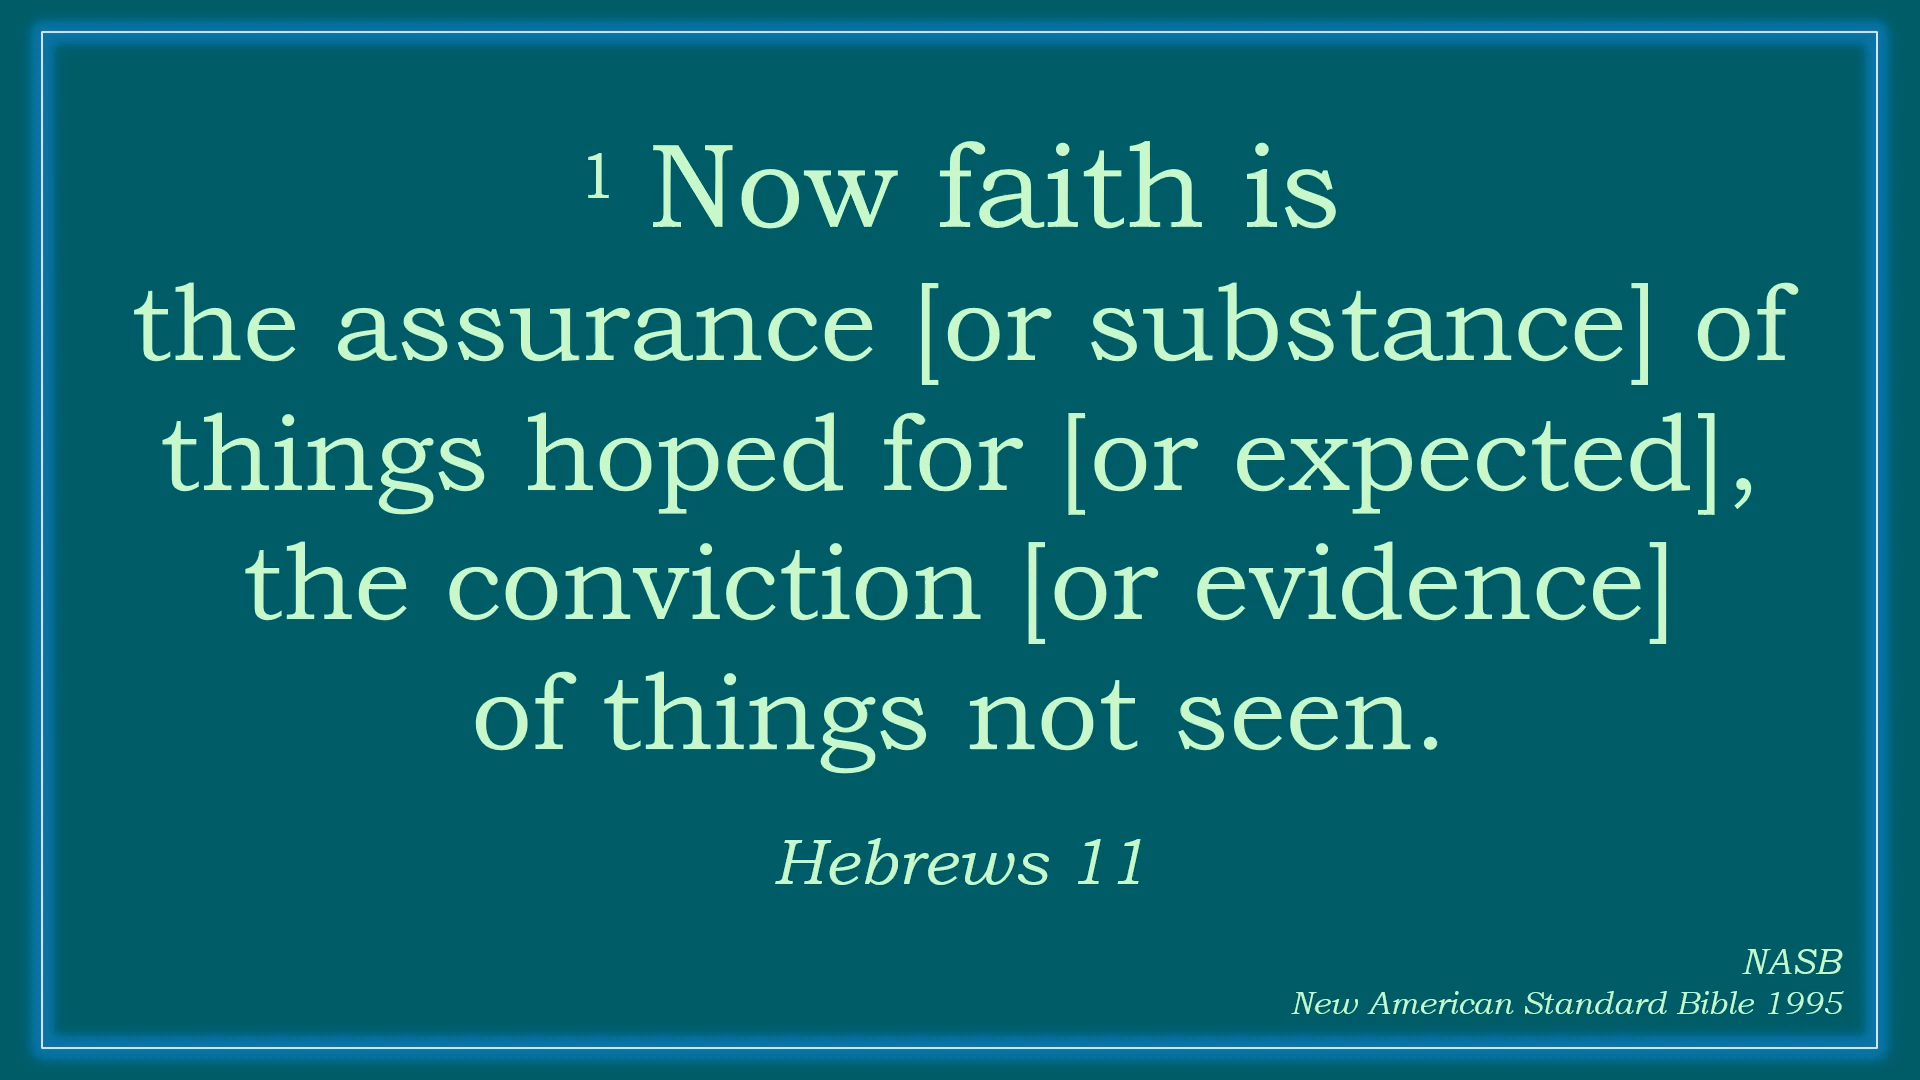 1 Now faith is
the assurance [or substance] of
things hoped for [or expected],
the conviction [or evidence]
of things not seen.
Hebrews 11
NASB
New American Standard Bible 1995